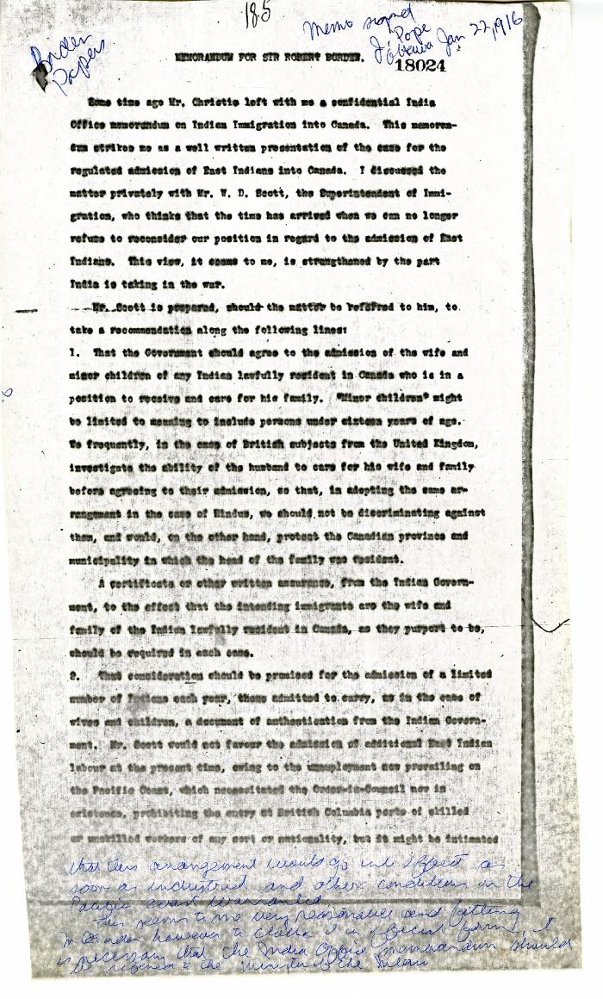 185
Memo signed
J. Pope
Ottawa Jan 22, 1916
Borden
Papers
MEMORANDUM FOR SIR ROBERT BORDEN.
18024
Some time ago Mr. Christie left with me a confidential India
Office memorandum on Indian Immigration into Canada. This memoran-
dum strikes me as a well written presentation of the case for the
regulated admission of East Indians into Canada. I discussed the
matter privately with Mr. W. D. Scott, the Superintendent of Immi-
gration, who thinks that the time has arrived when we can no longer
refuse to reconsider our position in regard to the admission of East
Indians. This view, it seems to me, is strengthened by the part
India is taking in the war.
Mr. Scott is prepared, should the matter be referred to him, to
take a recommendation along the following lines:
1. That the Government should agree to the admission of the wife and
minor children of any Indian lawfully resident in Canada who is in a
position to receive and care for his family. "Minor children" might
be limited to meaning to include persons under sixteen years of age.
We frequently, in the case of British subjects from the United Kingdom,
investigate the ability of the husband to care for his wife and family
before agreeing to their admission, so that, in adopting the same ar-
rangement in the case of Hindus, we should not be discriminating against
them, and would, on the other hand, protect the Canadian province and
municipality in which the head of the family was resident.
A certificate or other written assurance, from the Indian Govern-
ment, to the effect that the intending immigrants are the wife and
family of the Indian lawfully resident in Canada, as they purport to be,
should be required in each case.
2. That consideration should be promised for the admission of a limited
number of Indians each year, those admitted to carry, as in the case of
wives and children, a document of authentication from the Indian Govern-
ment. Mr. Scott would not favour the admission of additional East Indian
labour at the present time, owing to the unemployment now prevailing on
the Pacific Coast, which necessitated the Order-in-Council now in
existence, prohibiting the entry at British Columbia ports of skilled
or unskilled workers of any sort or nationality, but it might be intimated
that this arrangement would go into effect as
soon as industrial and other conditions on the
Pacific coast warranted.
This seems to me very reasonable and fitting
In order however to clothe it in official form, it
is necessary that the India Office memorandum should
be referred to the Minister of the Interior